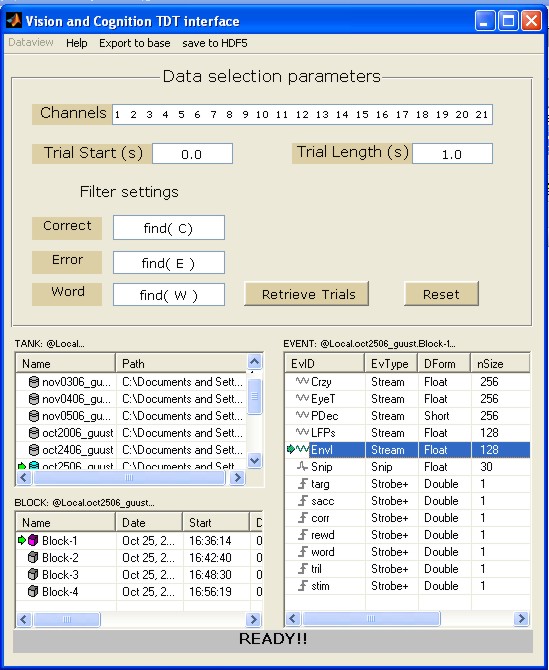 Vision and Cognition TDT interface
Dataview Help Export to base save to HDF5
Data selection parameters
Channels 1 2 3 4 5 6 7 8 9 10 11 12 13 14 15 16 17 18 19 20 21
Trial Start (s) 0.0 Trial Length (s) 1.0
Filter settings
Correct find( C)
Error find( E )
Word find( W ) Retrieve Trials Reset
TANK: @Local...
Name Path
nov0306_gu... C:\Documents and Sett...
nov0406_gu... C:\Documents and Sett...
nov0506_gu... C:\Documents and Sett...
oct2006_guust C:\Documents and Sett...
oct2406_guust C:\Documents and Sett...
oct2506_guust C:\Documents and Sett...
BLOCK: @Local.oct2506_guust...
Name Date Start D
Block-1 Oct 25, 2... 16:36:14 0
Block-2 Oct 25, 2... 16:42:40 0
Block-3 Oct 25, 2... 16:48:30 0
Block-4 Oct 25, 2... 16:56:19 0
EVENT: @Local.oct2506_guust.Block-1...
EvID EvType DForm nSize
Crzy Stream Float 256
EyeT Stream Float 256
PDec Stream Short 256
LFPs Stream Float 128
Envl Stream Float 128
Snip Snip Float 30
targ Strobe+ Double 1
sacc Strobe+ Double 1
corr Strobe+ Double 1
rewd Strobe+ Double 1
word Strobe+ Double 1
tril Strobe+ Double 1
stim Strobe+ Double 1
READY!!